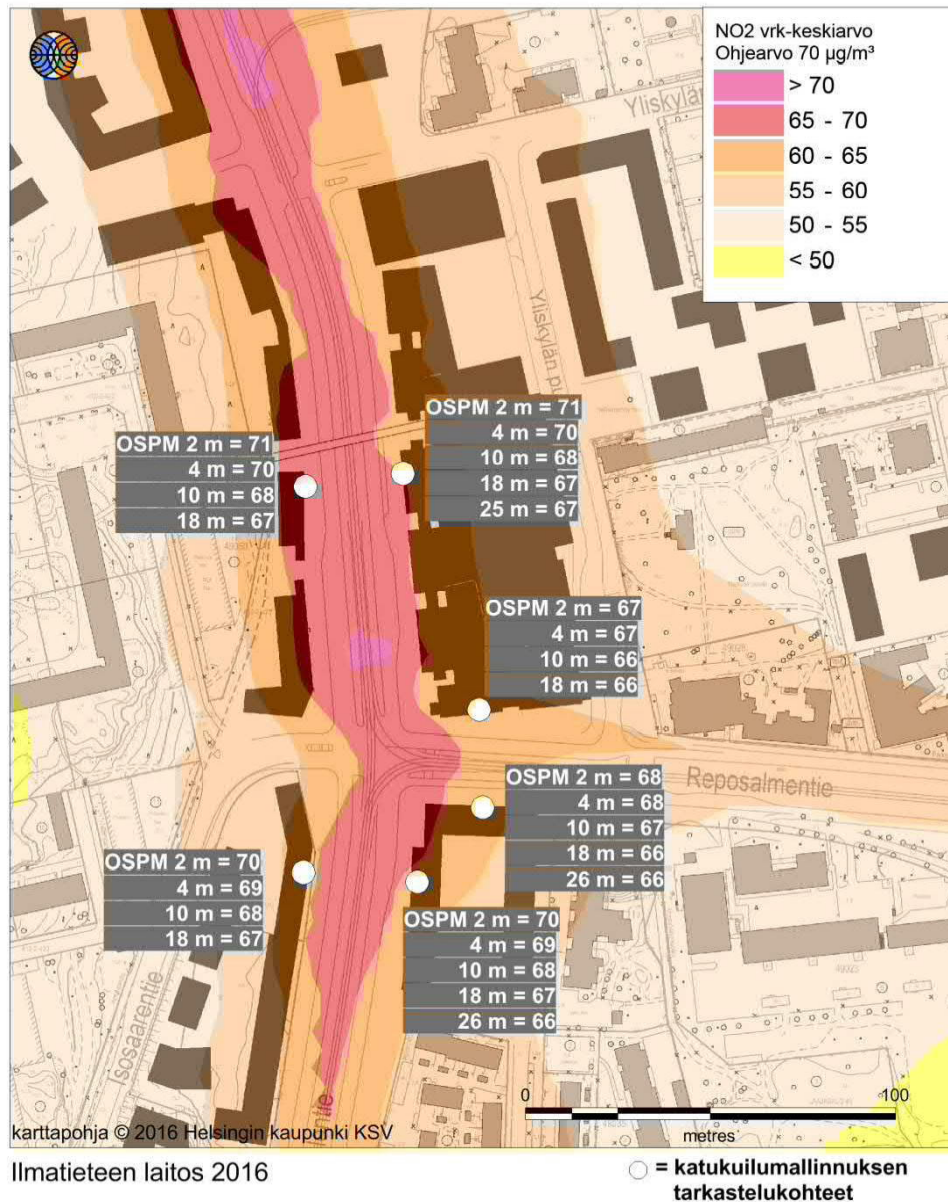 NO2 vrk-keskiarvo
Ohjearvo 70 µg/m³
> 70
65 - 70
60 - 65
55 - 60
50 - 55
< 50
Yliskylän
Yliskylän pu
OSPM 2 m = 71
4 m = 70
10 m = 68
18 m = 67
25 m = 67
OSPM 2 m = 71
4 m = 70
10 m = 68
18 m = 67
OSPM 2 m = 67
4 m = 67
10 m = 66
18 m = 66
Reposalmentie
OSPM 2 m = 68
4 m = 68
10 m = 67
18 m = 66
26 m = 66
OSPM 2 m = 70
4 m = 69
10 m = 68
18 m = 67
OSPM 2 m = 70
4 m = 69
10 m = 68
18 m = 67
26 m = 66
Isosaarentie
entie
0 100
metres
karttapohja © 2016 Helsingin kaupunki KSV
Ilmatieteen laitos 2016
= katukuilumallinnuksen
tarkastelukohteet